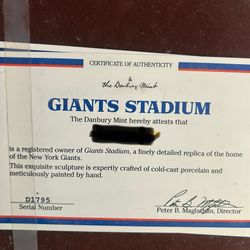 CERTIFICATE OF AUTHENTICITY
the Danbury Mint
GIANTS STADIUM
The Danbury Mint hereby attests that
is a registered owner of Giants Stadium, a finely detailed replica of the home
of the New York Giants.
This exquisite sculpture is expertly crafted of cold-cast porcelain and
meticulously painted by hand.
D1795
Serial Number
Peter B. Maglathlin, Director